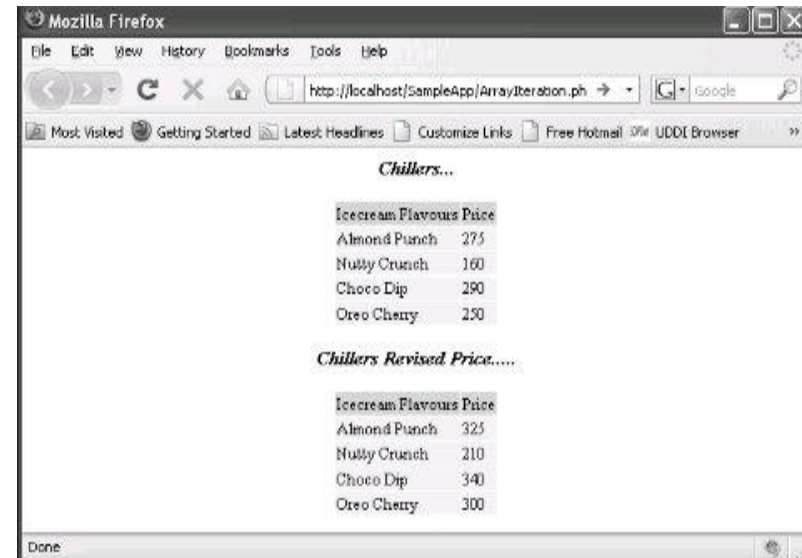 Mozilla Firefox
File Edit View History Bookmarks Tools Help
http://localhost/SampleApp/ArrayIteration.ph G Google
Most Visited Getting Started Latest Headlines Customize Links Free Hotmail UDDI Browser »
Chillers...
Icecream Flavours Price
Almond Punch 275
Nutty Crunch 160
Choco Dip 290
Oreo Cherry 250
Chillers Revised Price.....
Icecream Flavours Price
Almond Punch 325
Nutty Crunch 210
Choco Dip 340
Oreo Cherry 300
Done